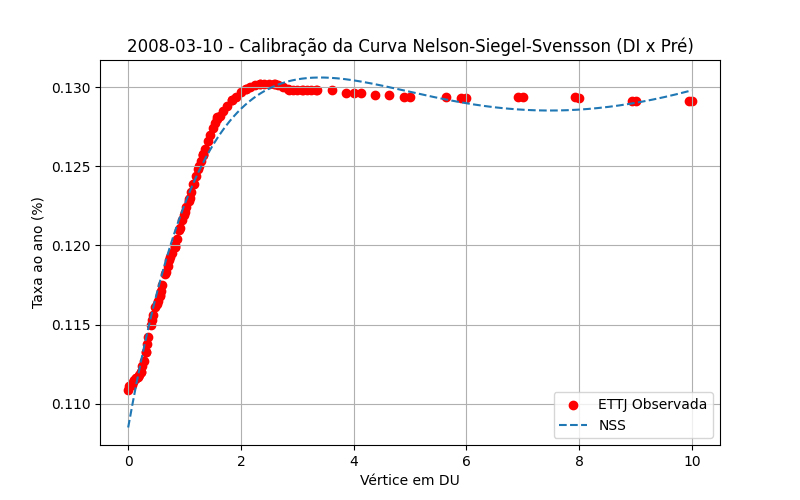 2008-03-10 - Calibração da Curva Nelson-Siegel-Svensson (DI x Pré)
0.130
0.125
0.120
0.115
0.110
Taxa ao ano (%)
ETTJ Observada
NSS
0 2 4 6 8 10
Vértice em DU